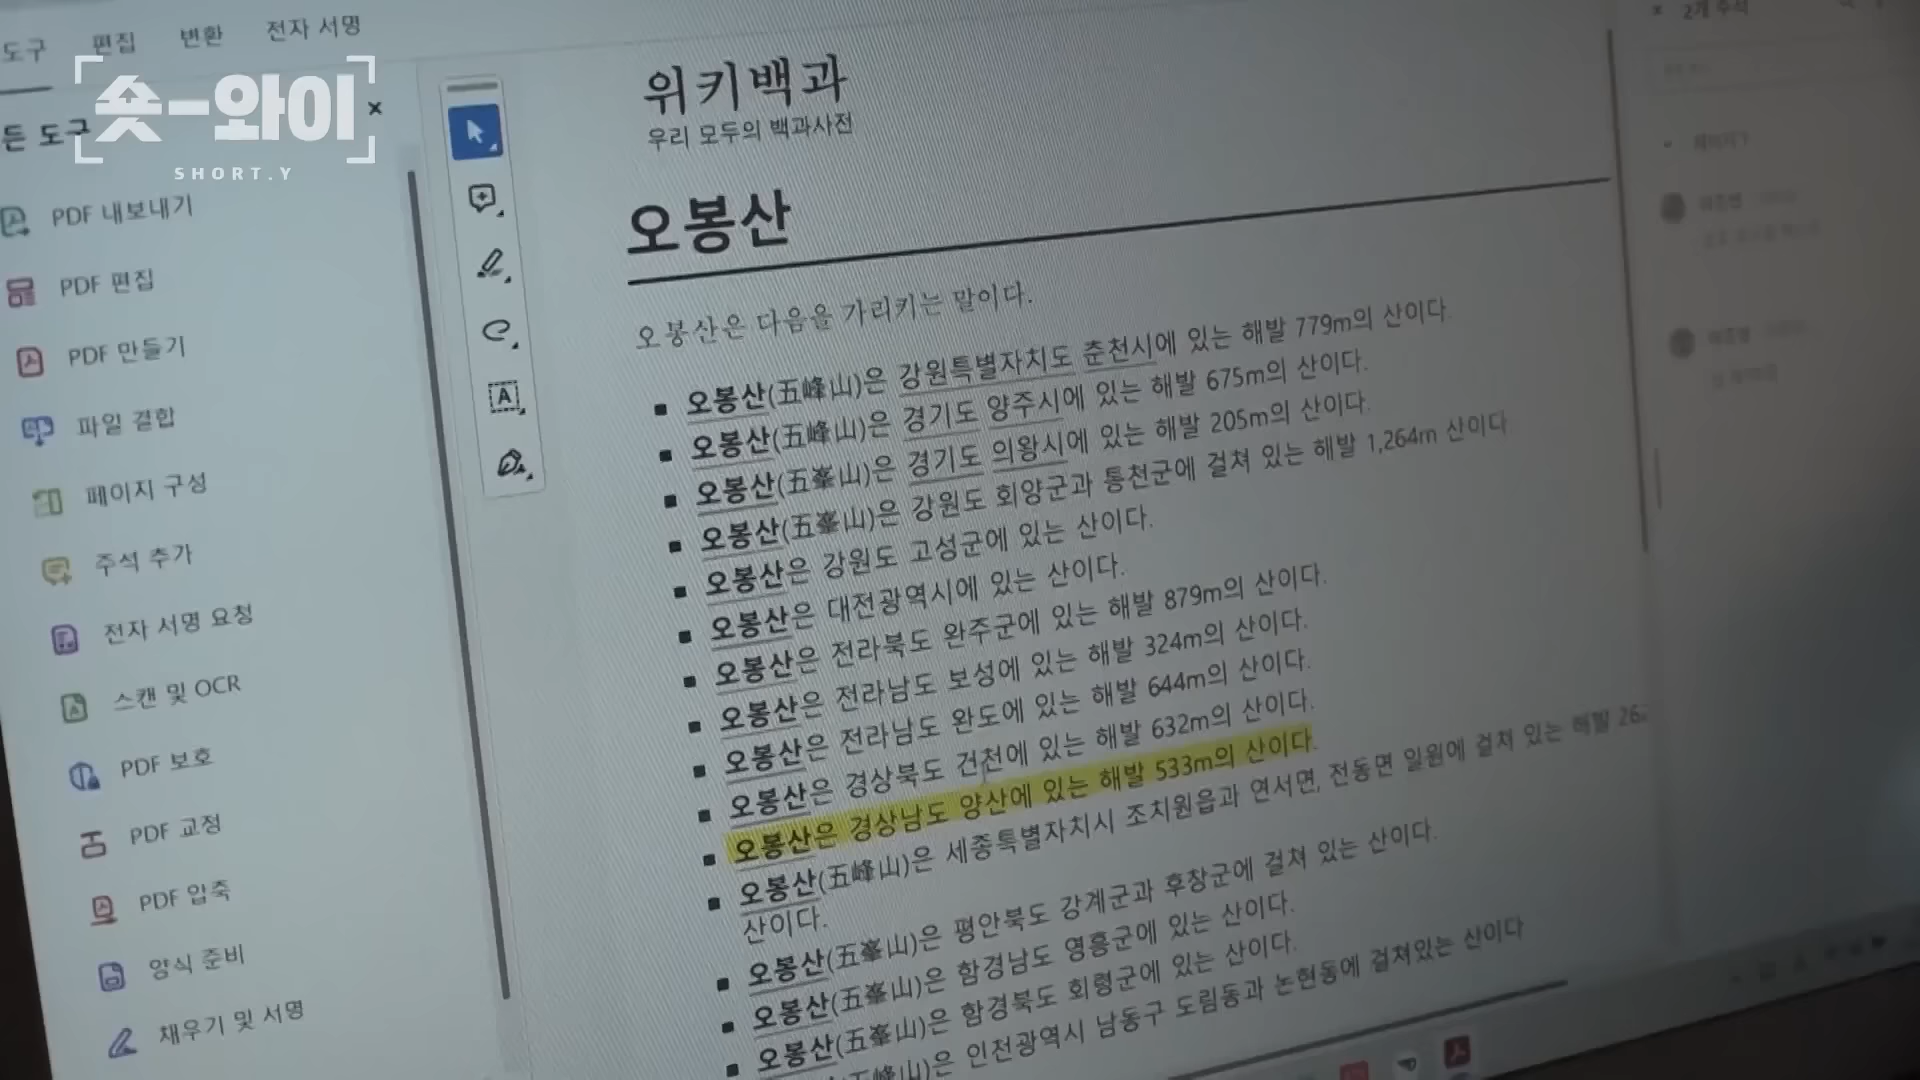 도구 편집 변환 전자 서명
숏-와이
SHORT.Y
든 도구
PDF 내보내기
PDF 편집
PDF 만들기
파일 결합
페이지 구성
주석 추가
전자 서명 요청
스캔 및 OCR
PDF 보호
PDF 교정
PDF 압축
양식 준비
채우기 및 서명
위키백과
우리 모두의 백과사전
오봉산
오봉산은 다음을 가리키는 말이다.
오봉산(五峰山)은 강원특별자치도 춘천시에 있는 해발 779m의 산이다.
오봉산(五峰山)은 경기도 양주시에 있는 해발 675m의 산이다.
오봉산(五峯山)은 경기도 의왕시에 있는 해발 205m의 산이다.
오봉산(五峯山)은 강원도 회양군과 통천군에 걸쳐 있는 해발 1,264m 산이다
오봉산은 강원도 고성군에 있는 산이다.
오봉산은 대전광역시에 있는 산이다.
오봉산은 전라북도 완주군에 있는 해발 879m의 산이다.
오봉산은 전라남도 보성에 있는 해발 324m의 산이다.
오봉산은 전라남도 완도에 있는 해발 644m의 산이다.
오봉산은 경상북도 건천에 있는 해발 632m의 산이다.
오봉산은 경상남도 양산에 있는 해발 533m의 산이다.
오봉산(五峰山)은 세종특별자치시 조치원읍과 연서면, 전동면 일원에 걸쳐 있는 해발 262
산이다.
오봉산(五峯山)은 평안북도 강계군과 후창군에 걸쳐 있는 산이다.
오봉산(五峯山)은 함경남도 영흥군에 있는 산이다.
오봉산(五峯山)은 함경북도 회령군에 있는 산이다.
은 인천광역시 남동구 도림동과 논현동에 걸쳐있는 산이다
2개 주석